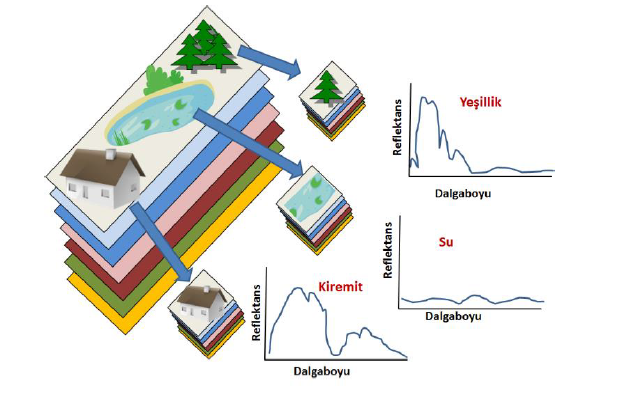 Yeşillik
Reflektans
Dalgaboyu
Su
Reflektans
Dalgaboyu
Kiremit
Reflektans
Dalgaboyu